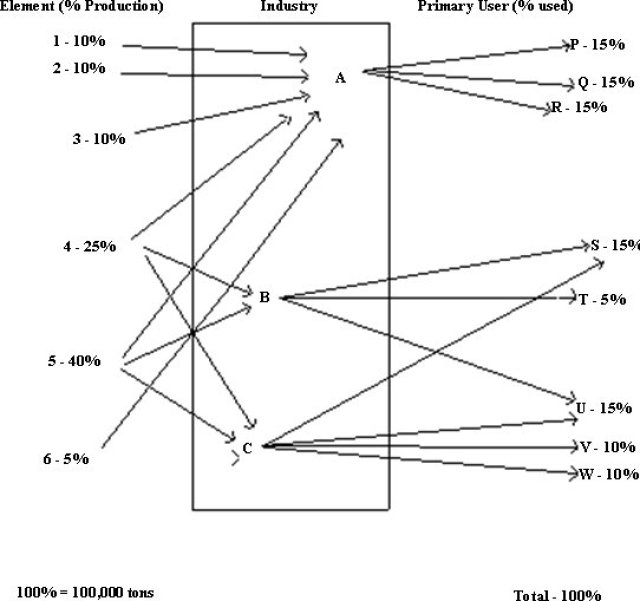 Element (% Production) Industry Primary User (% used)
1 - 10% P - 15%
2 - 10% A Q - 15%
R - 15%
3 - 10%
4 - 25% S - 15%
B T - 5%
5 - 40%
U - 15%
6 - 5% C V - 10%
W - 10%
100% = 100,000 tons Total - 100%